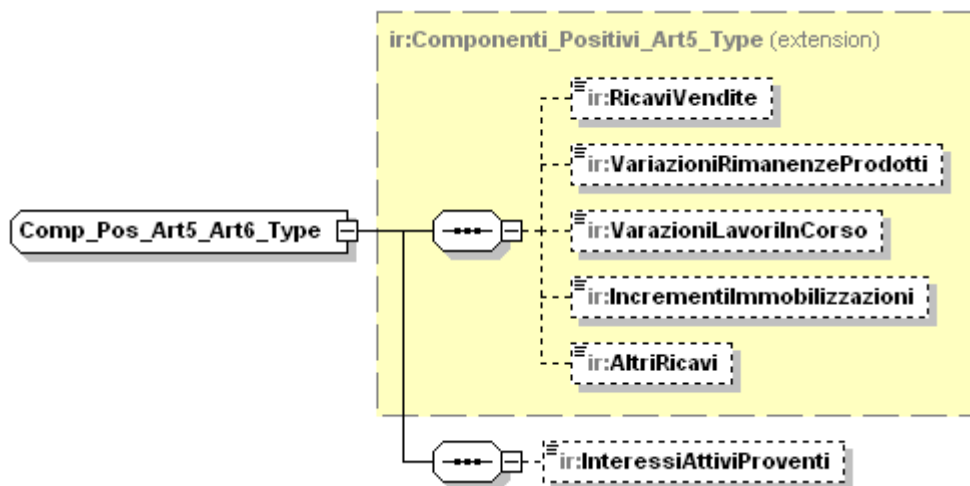 ir:Componenti_Positivi_Art5_Type (extension)
ir:RicaviVendite
ir:VariazioniRimanenzeProdotti
Comp_Pos_Art5_Art6_Type
ir:VarazioniLavoriInCorso
ir:IncrementiImmobilizzazioni
ir:AltriRicavi
ir:InteressiAttiviProventi